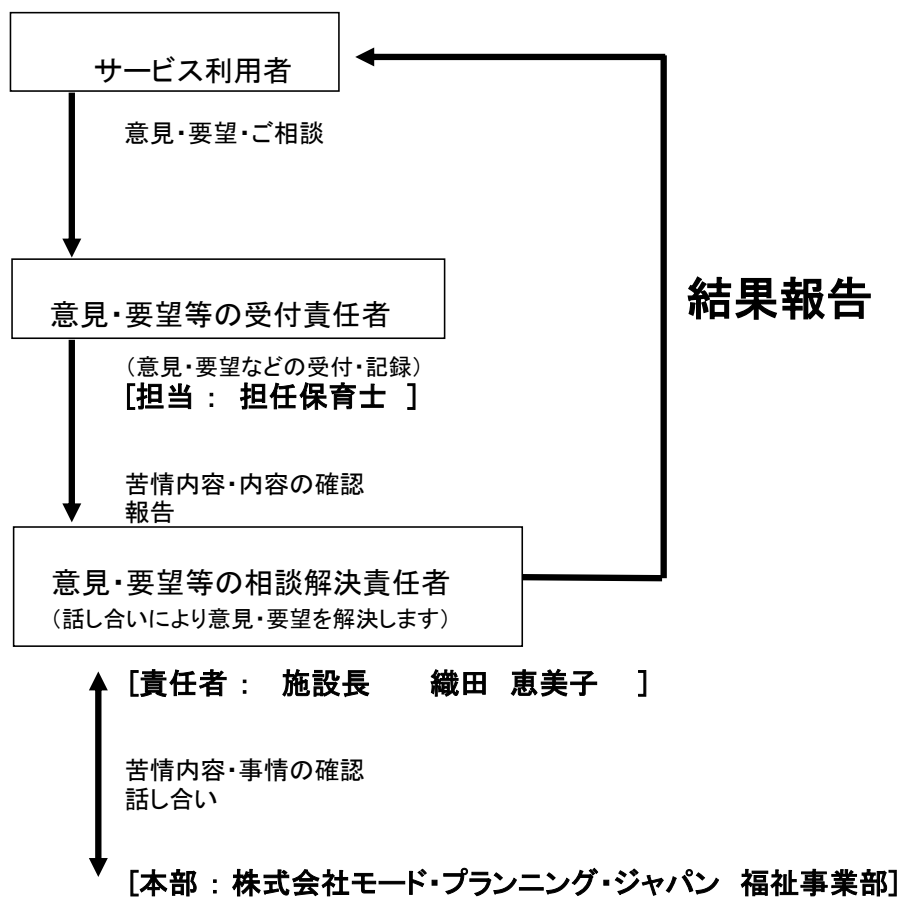 サービス利用者
意見・要望・ご相談
意見・要望等の受付責任者
（意見・要望などの受付・記録）
[担当 ： 担任保育士 ]
苦情内容・内容の確認
報告
意見・要望等の相談解決責任者
（話し合いにより意見・要望を解決します）
結果報告
[責任者 ： 施設長　織田 恵美子 ]
苦情内容・事情の確認
話し合い
[本部 ： 株式会社モード・プランニング・ジャパン 福祉事業部]